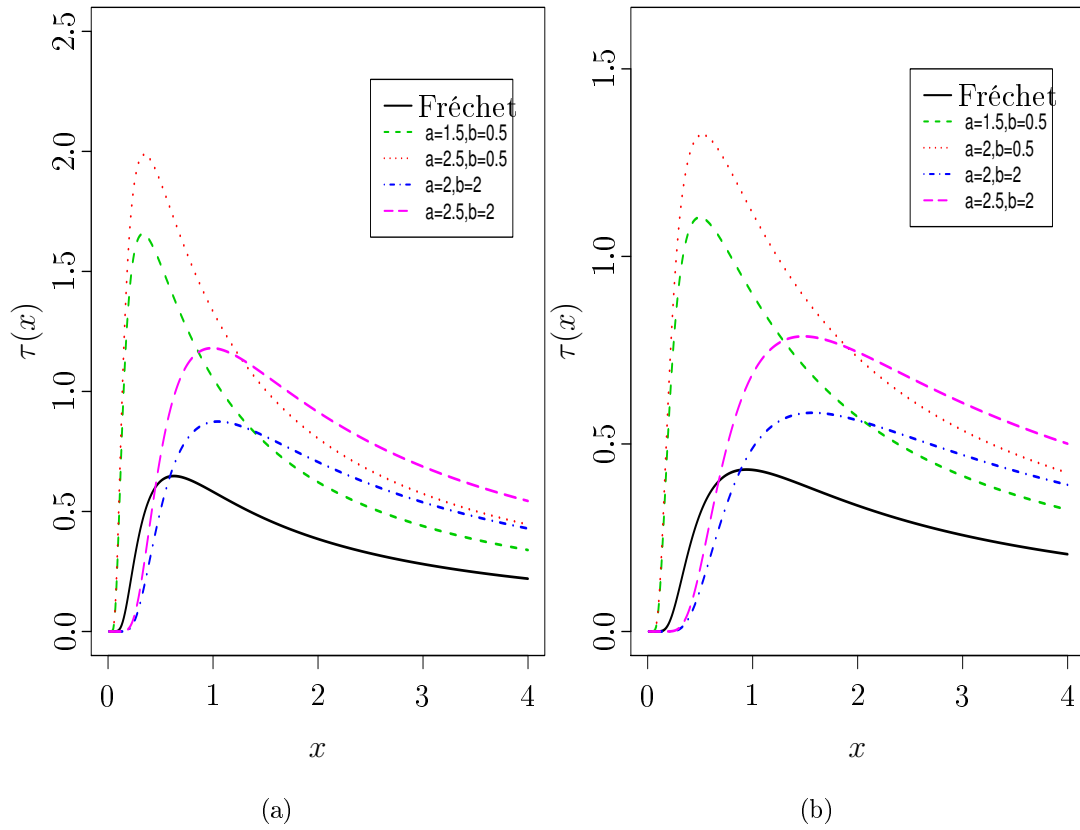 τ(x)
2.5
2.0
1.5
1.0
0.5
0.0
0 1 2 3 4
x
Fréchet
a=1.5,b=0.5
a=2.5,b=0.5
a=2,b=2
a=2.5,b=2
(a)
τ(x)
1.5
1.0
0.5
0.0
0 1 2 3 4
x
Fréchet
a=1.5,b=0.5
a=2,b=0.5
a=2,b=2
a=2.5,b=2
(b)